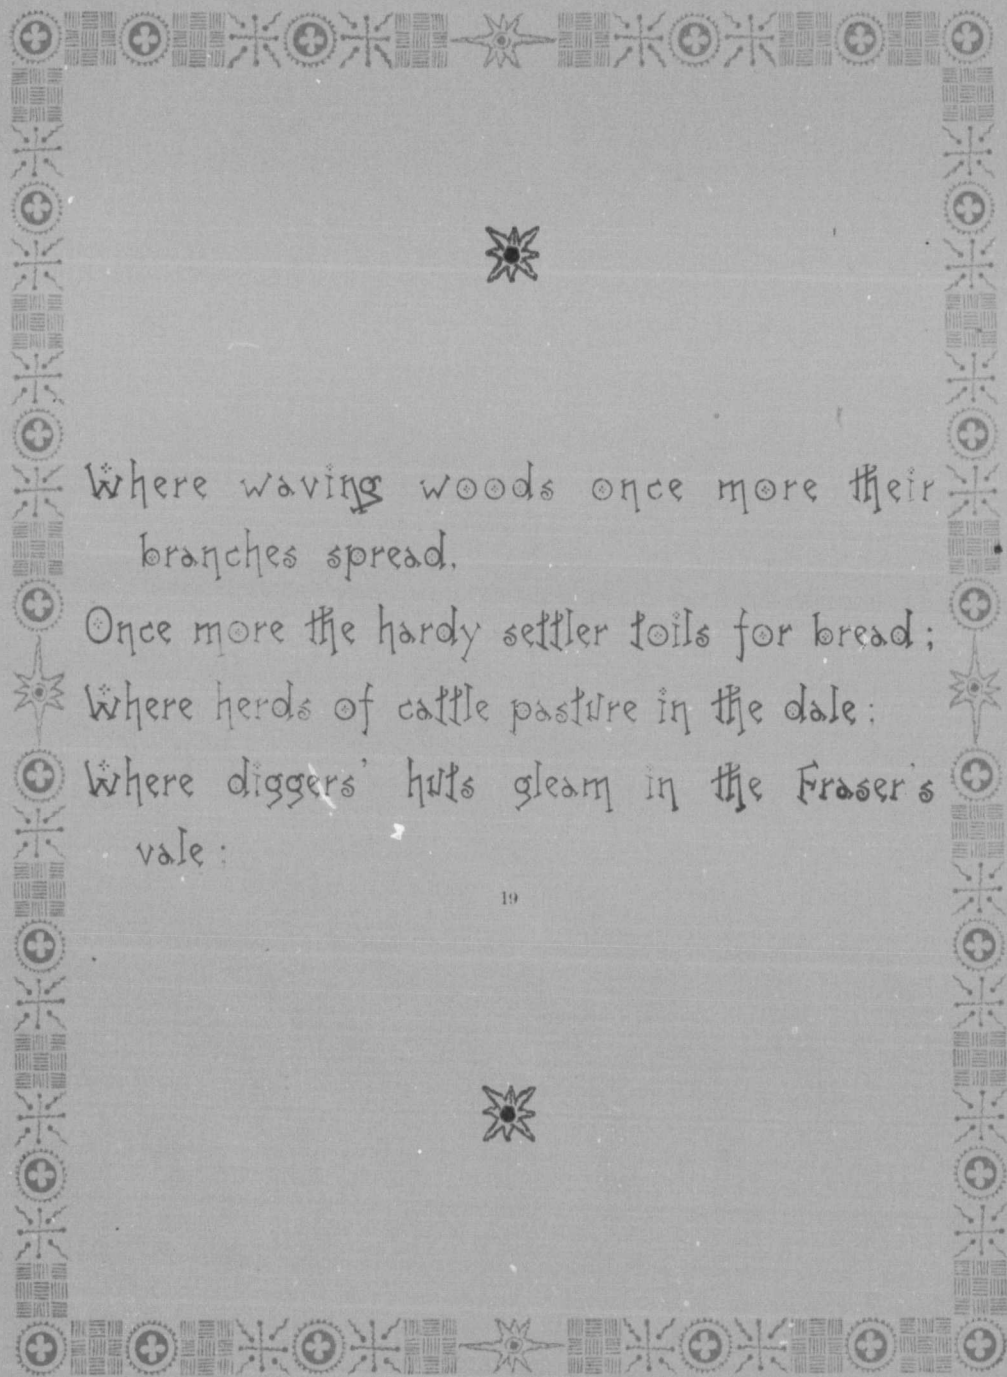 Where waving woods once more their
branches spread,
Once more the hardy settler toils for bread;
Where herds of cattle pasture in the dale;
Where diggers' huts gleam in the Fraser's
vale;
19